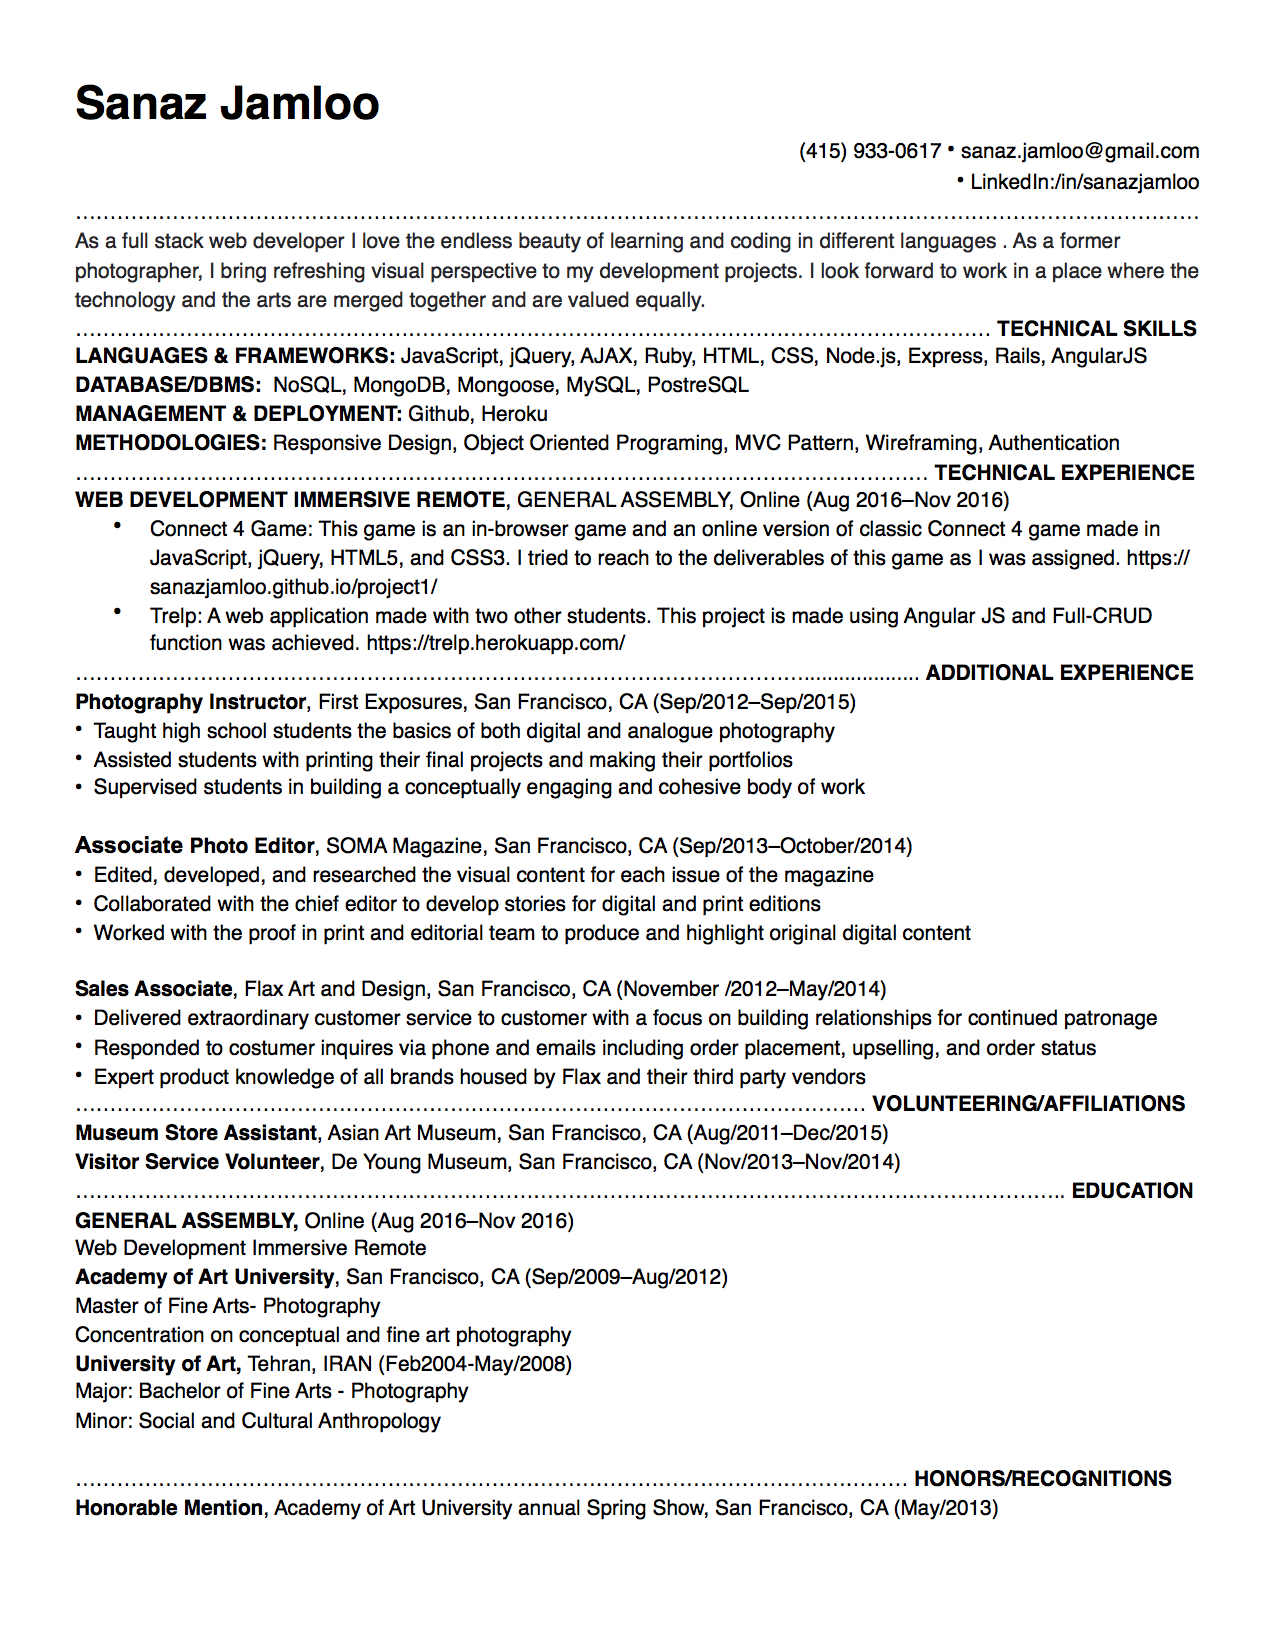 Sanaz Jamloo
(415) 933-0617 • sanaz.jamloo@gmail.com
• LinkedIn:/in/sanazjamloo
As a full stack web developer I love the endless beauty of learning and coding in different languages . As a former
photographer, I bring refreshing visual perspective to my development projects. I look forward to work in a place where the
technology and the arts are merged together and are valued equally.
TECHNICAL SKILLS
LANGUAGES & FRAMEWORKS: JavaScript, jQuery, AJAX, Ruby, HTML, CSS, Node.js, Express, Rails, AngularJS
DATABASE/DBMS: NoSQL, MongoDB, Mongoose, MySQL, PostreSQL
MANAGEMENT & DEPLOYMENT: Github, Heroku
METHODOLOGIES: Responsive Design, Object Oriented Programing, MVC Pattern, Wireframing, Authentication
TECHNICAL EXPERIENCE
WEB DEVELOPMENT IMMERSIVE REMOTE, GENERAL ASSEMBLY, Online (Aug 2016–Nov 2016)
• Connect 4 Game: This game is an in-browser game and an online version of classic Connect 4 game made in
JavaScript, jQuery, HTML5, and CSS3. I tried to reach to the deliverables of this game as I was assigned. https://
sanazjamloo.github.io/project1/
• Trelp: A web application made with two other students. This project is made using Angular JS and Full-CRUD
function was achieved. https://trelp.herokuapp.com/
ADDITIONAL EXPERIENCE
Photography Instructor, First Exposures, San Francisco, CA (Sep/2012–Sep/2015)
• Taught high school students the basics of both digital and analogue photography
• Assisted students with printing their final projects and making their portfolios
• Supervised students in building a conceptually engaging and cohesive body of work
Associate Photo Editor, SOMA Magazine, San Francisco, CA (Sep/2013–October/2014)
• Edited, developed, and researched the visual content for each issue of the magazine
• Collaborated with the chief editor to develop stories for digital and print editions
• Worked with the proof in print and editorial team to produce and highlight original digital content
Sales Associate, Flax Art and Design, San Francisco, CA (November /2012–May/2014)
• Delivered extraordinary customer service to customer with a focus on building relationships for continued patronage
• Responded to costumer inquires via phone and emails including order placement, upselling, and order status
• Expert product knowledge of all brands housed by Flax and their third party vendors
VOLUNTEERING/AFFILIATIONS
Museum Store Assistant, Asian Art Museum, San Francisco, CA (Aug/2011–Dec/2015)
Visitor Service Volunteer, De Young Museum, San Francisco, CA (Nov/2013–Nov/2014)
EDUCATION
GENERAL ASSEMBLY, Online (Aug 2016–Nov 2016)
Web Development Immersive Remote
Academy of Art University, San Francisco, CA (Sep/2009–Aug/2012)
Master of Fine Arts- Photography
Concentration on conceptual and fine art photography
University of Art, Tehran, IRAN (Feb2004-May/2008)
Major: Bachelor of Fine Arts - Photography
Minor: Social and Cultural Anthropology
HONORS/RECOGNITIONS
Honorable Mention, Academy of Art University annual Spring Show, San Francisco, CA (May/2013)